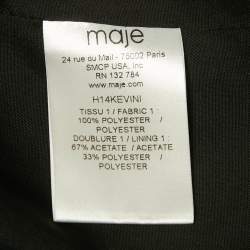 maje
24 rue du Mail - 75002 Paris
SMCP USA, Inc
RN 132 784
www.maje.com
H14KEVINI
TISSU 1 / FABRIC 1 :
100% POLYESTER /
POLYESTER
DOUBLURE 1 / LINING 1 :
67% ACETATE / ACETATE
33% POLYESTER /
POLYESTER